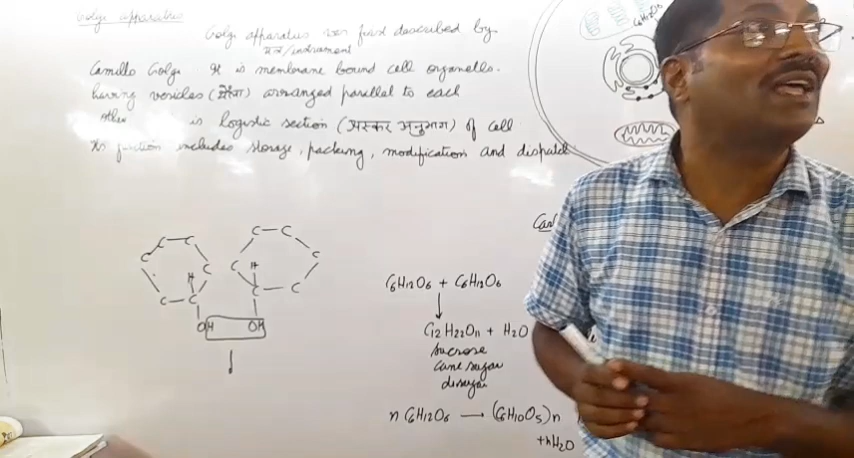 Golgi apparatus
Golgi apparatus was first described by
यंत्र/instrument
Camillo Golgi. It is membrane bound cell organelle.
having vesicles (थैला) arranged parallel to each
other is logistic section (अस्कर अनुभाग) of cell
Its function includes storage, packing, modification and dispatch
C6H12O6
C - C
C C
C C
H
C - C
OH
C - C
C C
H
C - C
OH
C6H12O6 + C6H12O6
C12H22O11 + H2O
sucrose
cane sugar
disugar
n C6H12O6 → (C6H10O5)n
+nH2O